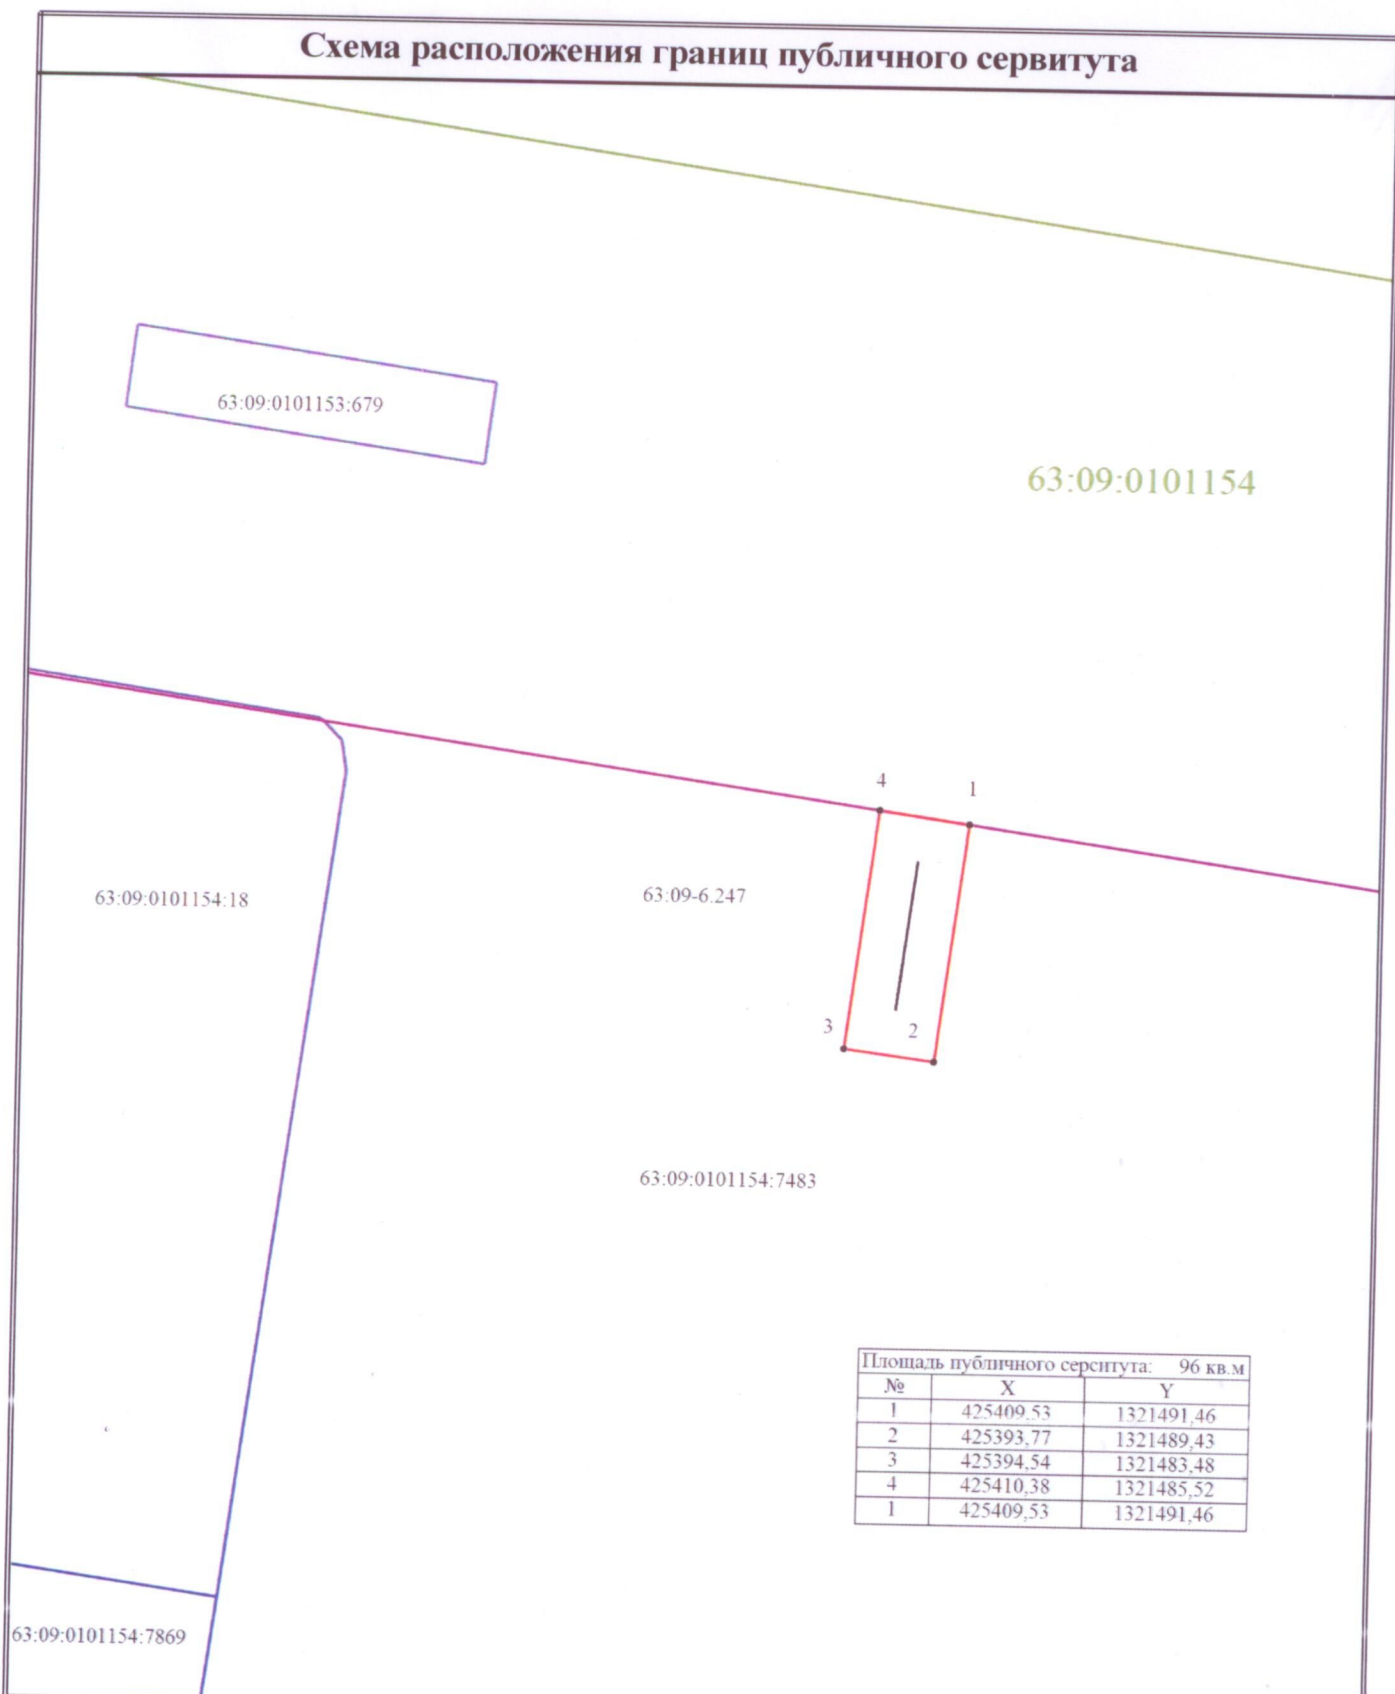 Схема расположения границ публичного сервитута
63:09:0101153:679
63:09:0101154
4
1
63:09:0101154:18
63:09-6.247
3
2
63:09:0101154:7483
Площадь публичного серситута: 96 кв.м
№ X Y
1 425409,53 1321491,46
2 425393,77 1321489,43
3 425394,54 1321483,48
4 425410,38 1321485,52
1 425409,53 1321491,46
63:09:0101154:7869